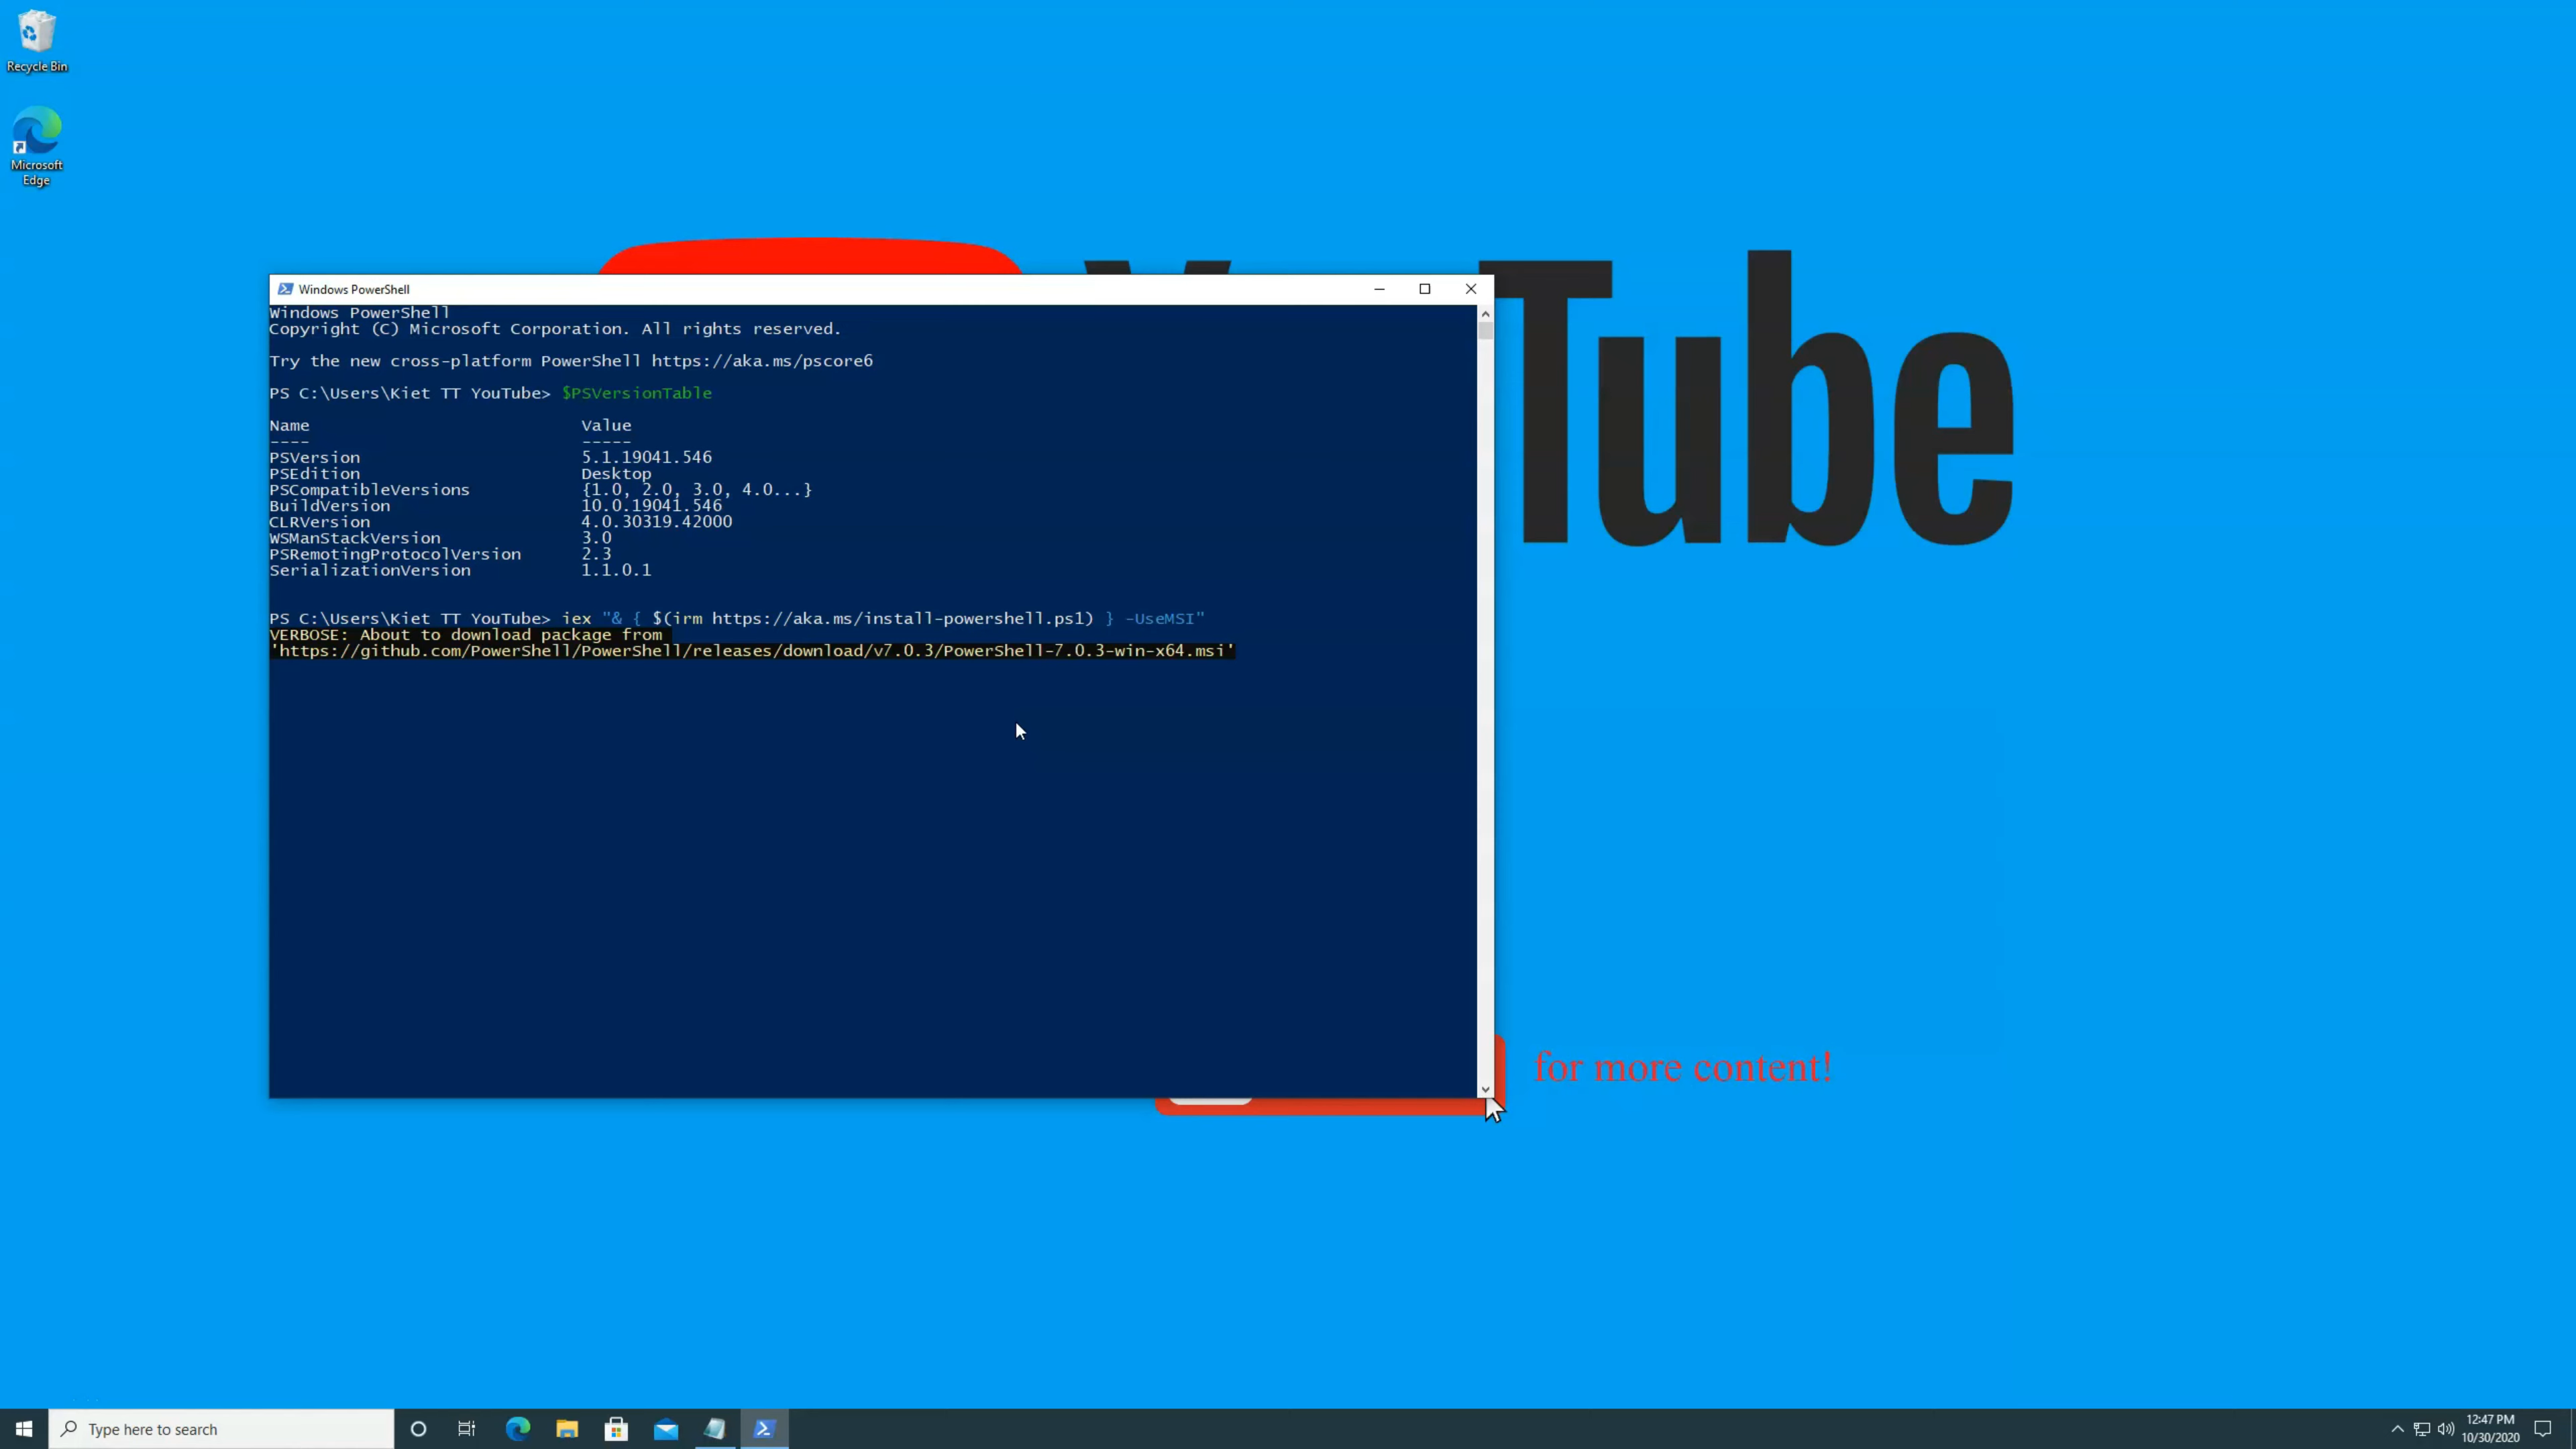 Recycle Bin
Microsoft
Edge
Tube
Windows PowerShell
Windows PowerShell
Copyright (C) Microsoft Corporation. All rights reserved.
Try the new cross-platform PowerShell https://aka.ms/pscore6
PS C:\Users\Kiet TT YouTube> $PSVersionTable
Name Value
---- -----
PSVersion 5.1.19041.546
PSEdition Desktop
PSCompatibleVersions {1.0, 2.0, 3.0, 4.0...}
BuildVersion 10.0.19041.546
CLRVersion 4.0.30319.42000
WSManStackVersion 3.0
PSRemotingProtocolVersion 2.3
SerializationVersion 1.1.0.1
PS C:\Users\Kiet TT YouTube> iex "& { $(irm https://aka.ms/install-powershell.ps1) } -UseMSI"
VERBOSE: About to download package from
'https://github.com/PowerShell/PowerShell/releases/download/v7.0.3/PowerShell-7.0.3-win-x64.msi'
for more content!
Type here to search
12:47 PM
10/30/2020